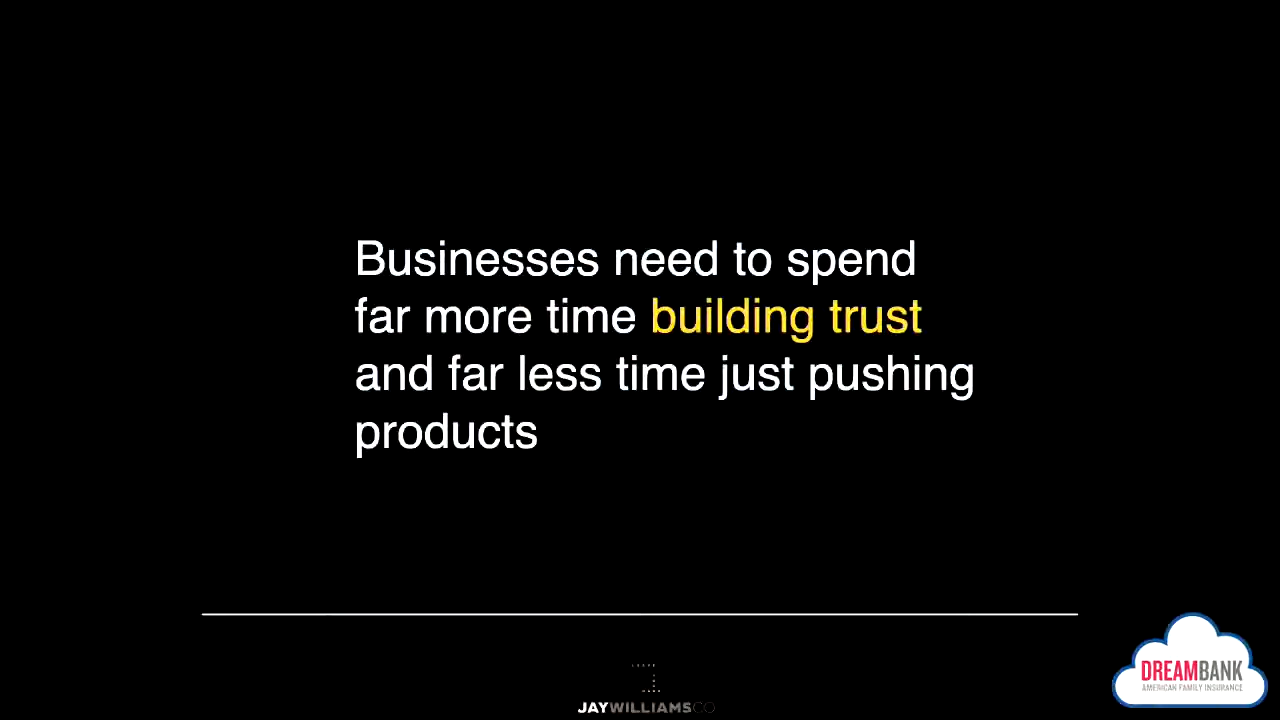 Businesses need to spend
far more time building trust
and far less time just pushing
products
JAYWILLIAMSCO
DREAMBANK
AMERICAN FAMILY INSURANCE